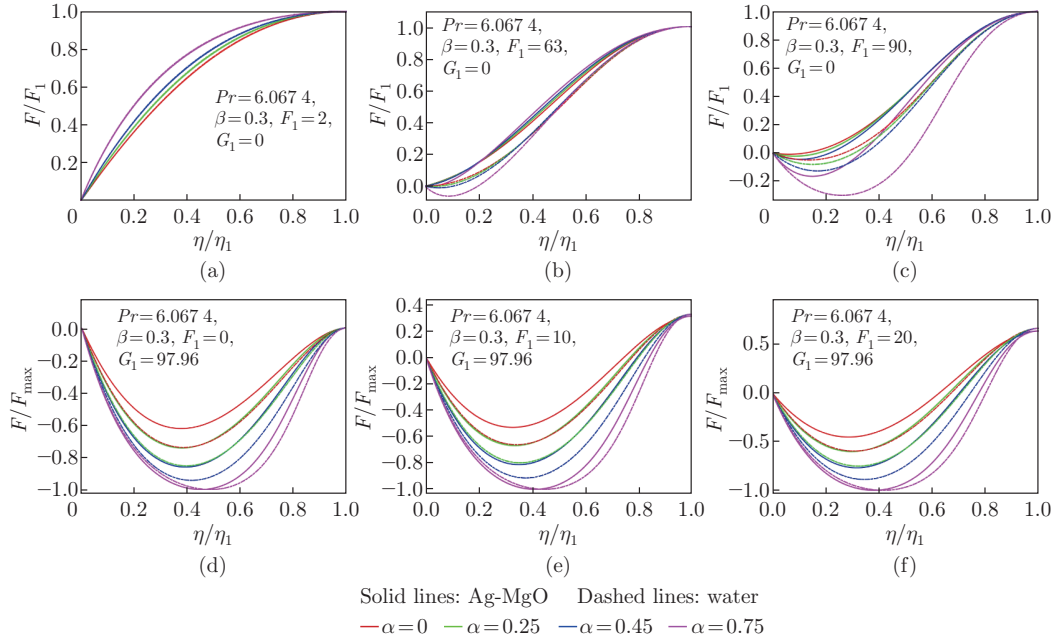 1.0
0.8
0.6
0.4
0.2
F/F₁
Pr=6.067 4,
β=0.3, F₁=2,
G₁=0
0 0.2 0.4 0.6 0.8 1.0
η/η₁
(a)
1.0
0.8
0.6
0.4
0.2
0.0
F/F₁
Pr=6.067 4,
β=0.3, F₁=63,
G₁=0
0 0.2 0.4 0.6 0.8
η/η₁
(b)
1.0
0.8
0.6
0.4
0.2
0.0
−0.2
F/F₁
Pr=6.067 4,
β=0.3, F₁=90,
G₁=0
0 0.2 0.4 0.6 0.8 1.0
η/η₁
(c)
0.0
−0.2
−0.4
−0.6
−0.8
−1.0
F/Fmax
Pr=6.067 4,
β=0.3, F₁=0,
G₁=97.96
0.0 0.2 0.4 0.6 0.8 1.0
η/η₁
(d)
0.4
0.2
0.0
−0.2
−0.4
−0.6
−0.8
−1.0
F/Fmax
Pr=6.067 4,
β=0.3, F₁=10,
G₁=97.96
0.0 0.2 0.4 0.6 0.8 1.0
η/η₁
(e)
0.5
0.0
−0.5
−1.0
F/Fmax
Pr=6.067 4,
β=0.3, F₁=20,
G₁=97.96
0.0 0.2 0.4 0.6 0.8 1.0
η/η₁
(f)
Solid lines: Ag-MgO Dashed lines: water
α=0 α=0.25 α=0.45 α=0.75